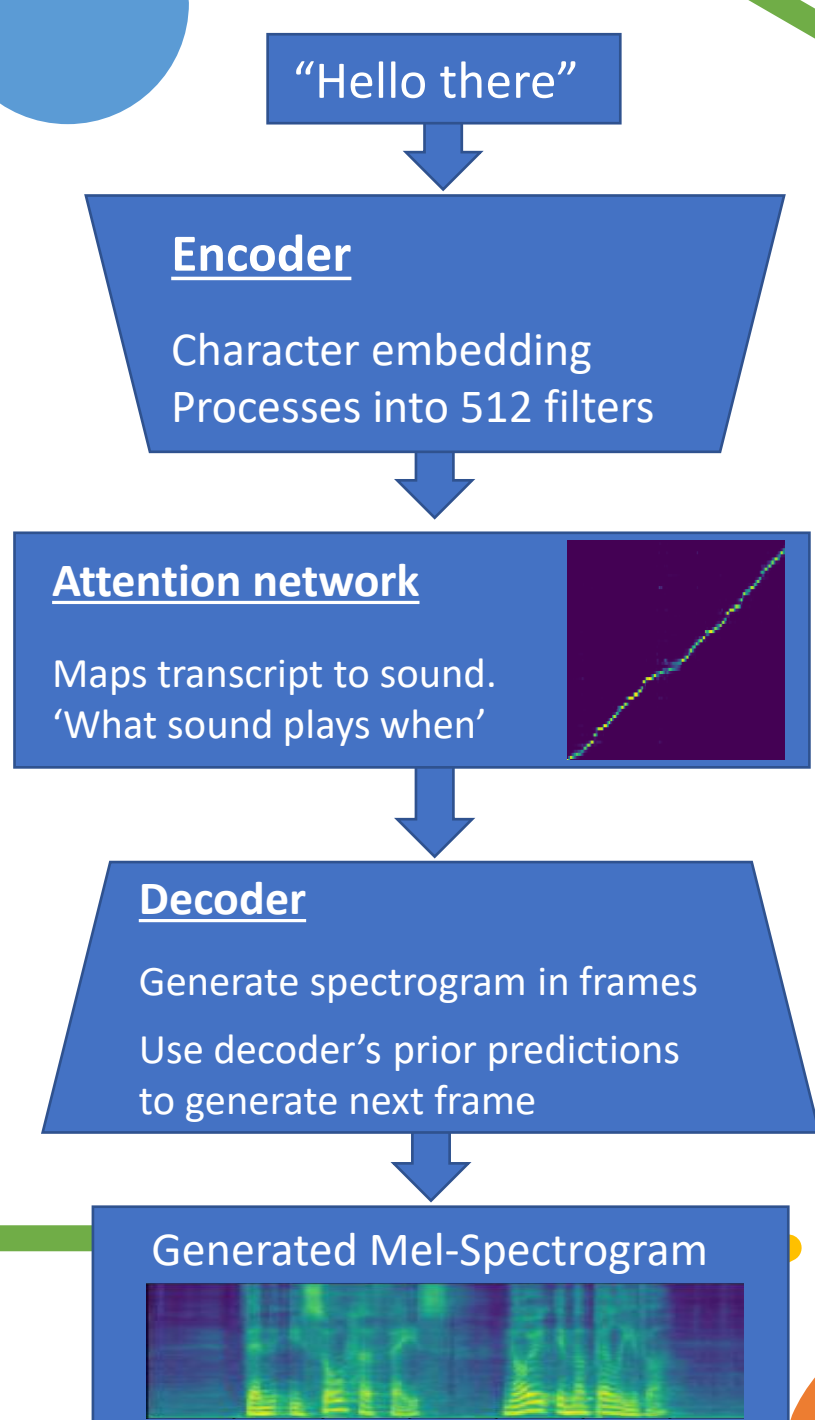 “Hello there”
Encoder
Character embedding
Processes into 512 filters
Attention network
Maps transcript to sound.
‘What sound plays when’
Decoder
Generate spectrogram in frames
Use decoder’s prior predictions
to generate next frame
Generated Mel-Spectrogram